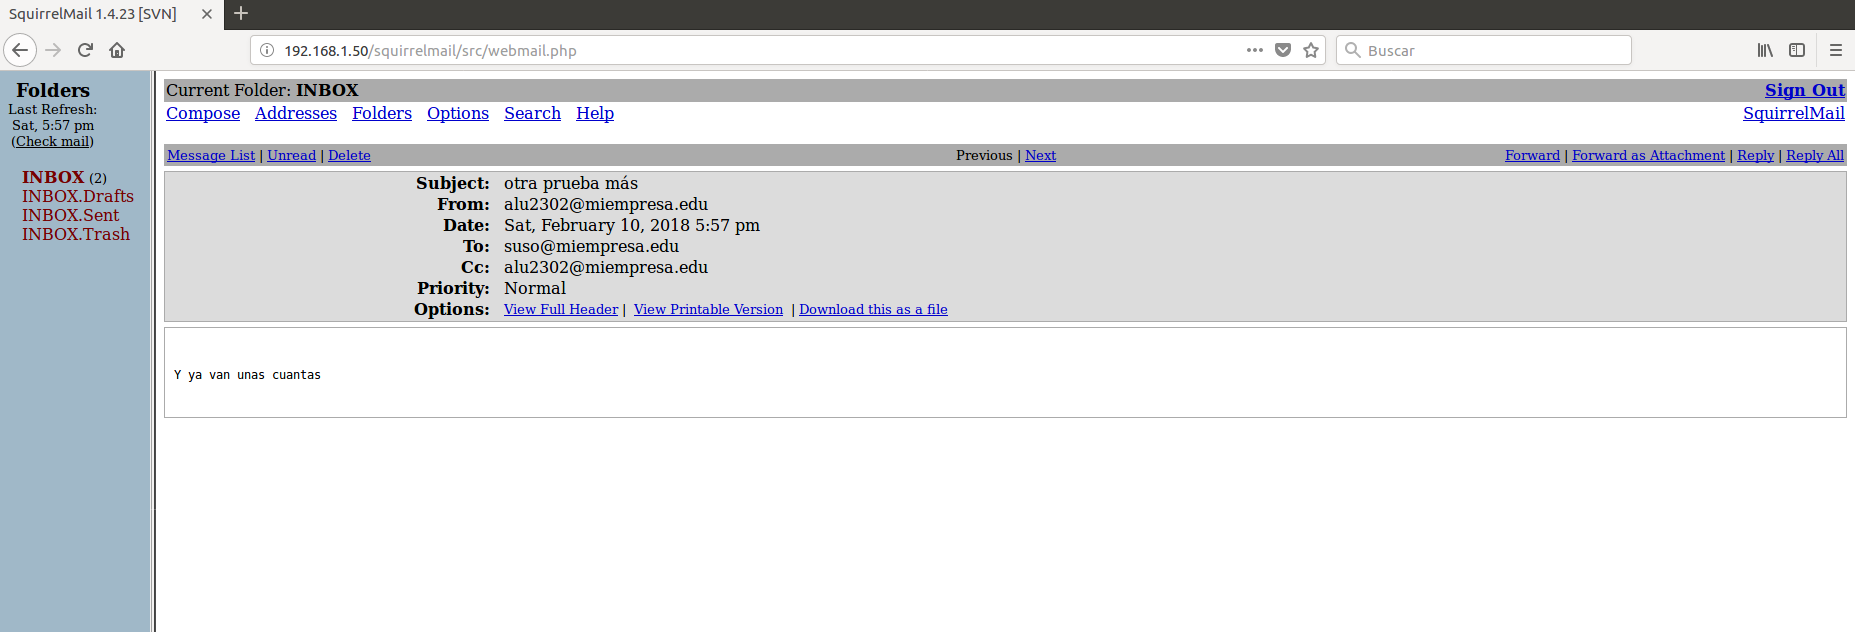 SquirrelMail 1.4.23 [SVN]
192.168.1.50/squirrelmail/src/webmail.php
Buscar
Folders
Last Refresh:
Sat, 5:57 pm
(Check mail)
INBOX (2)
INBOX.Drafts
INBOX.Sent
INBOX.Trash
Current Folder: INBOX
Sign Out
Compose Addresses Folders Options Search Help
SquirrelMail
Message List | Unread | Delete
Previous | Next
Forward | Forward as Attachment | Reply | Reply All
Subject: otra prueba más
From: alu2302@miempresa.edu
Date: Sat, February 10, 2018 5:57 pm
To: suso@miempresa.edu
Cc: alu2302@miempresa.edu
Priority: Normal
Options: View Full Header | View Printable Version | Download this as a file
Y ya van unas cuantas